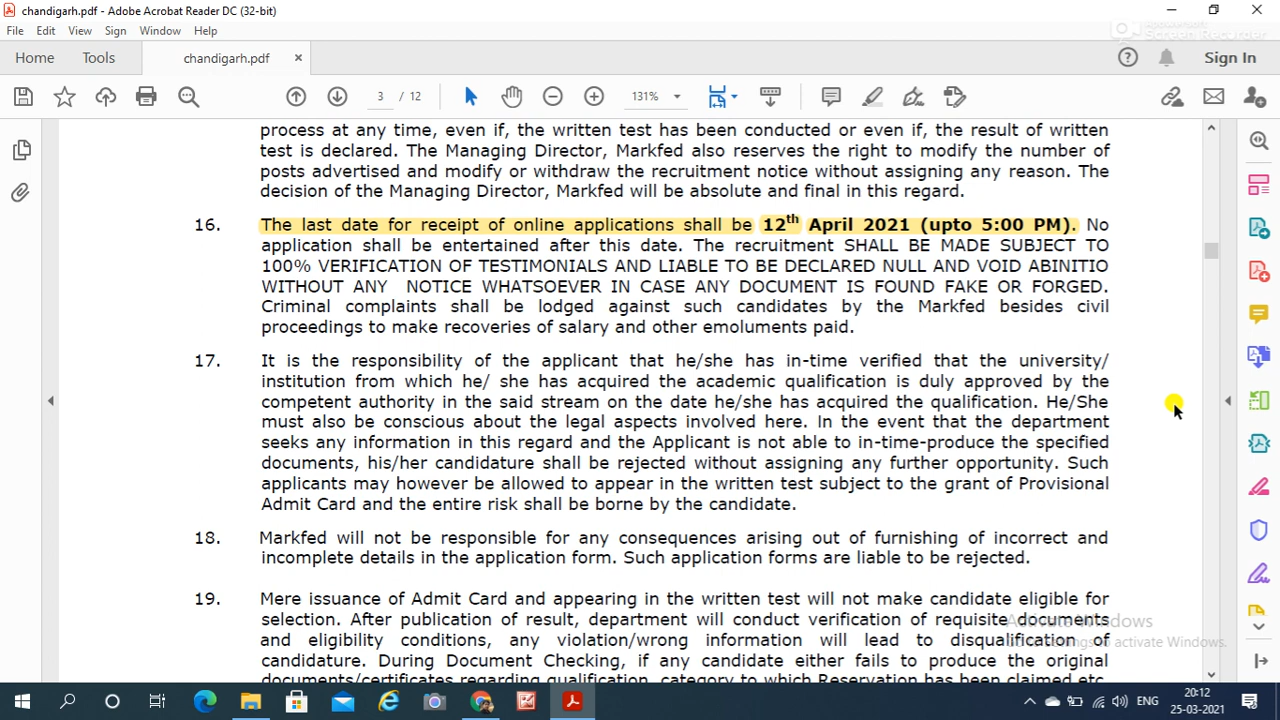 chandigarh.pdf - Adobe Acrobat Reader DC (32-bit)
File Edit View Sign Window Help
Home Tools chandigarh.pdf × Sign In
3 / 12 131%
process at any time, even if, the written test has been conducted or even if, the result of written
test is declared. The Managing Director, Markfed also reserves the right to modify the number of
posts advertised and modify or withdraw the recruitment notice without assigning any reason. The
decision of the Managing Director, Markfed will be absolute and final in this regard.
16. The last date for receipt of online applications shall be 12th April 2021 (upto 5:00 PM). No
application shall be entertained after this date. The recruitment SHALL BE MADE SUBJECT TO
100% VERIFICATION OF TESTIMONIALS AND LIABLE TO BE DECLARED NULL AND VOID ABINITIO
WITHOUT ANY NOTICE WHATSOEVER IN CASE ANY DOCUMENT IS FOUND FAKE OR FORGED.
Criminal complaints shall be lodged against such candidates by the Markfed besides civil
proceedings to make recoveries of salary and other emoluments paid.
17. It is the responsibility of the applicant that he/she has in-time verified that the university/
institution from which he/ she has acquired the academic qualification is duly approved by the
competent authority in the said stream on the date he/she has acquired the qualification. He/She
must also be conscious about the legal aspects involved here. In the event that the department
seeks any information in this regard and the Applicant is not able to in-time-produce the specified
documents, his/her candidature shall be rejected without assigning any further opportunity. Such
applicants may however be allowed to appear in the written test subject to the grant of Provisional
Admit Card and the entire risk shall be borne by the candidate.
18. Markfed will not be responsible for any consequences arising out of furnishing of incorrect and
incomplete details in the application form. Such application forms are liable to be rejected.
19. Mere issuance of Admit Card and appearing in the written test will not make candidate eligible for
selection. After publication of result, department will conduct verification of requisite documents
and eligibility conditions, any violation/wrong information will lead to disqualification of
candidature. During Document Checking, if any candidate either fails to produce the original
documents/certificates regarding qualification, category to which Reservation has been claimed etc
Activate Windows
to activate Windows.
Screen Recorder
ENG 20:12
25-03-2021